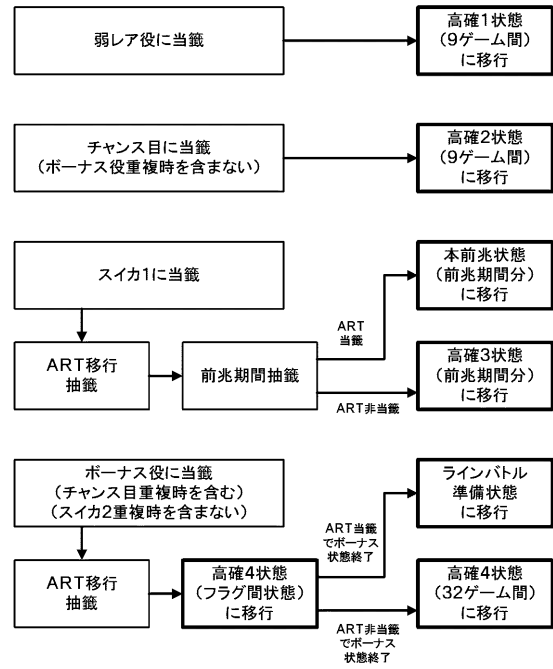 弱レア役に当籤
高確1状態
（9ゲーム間）
に移行
チャンス目に当籤
（ボーナス役重複時を含まない）
高確2状態
（9ゲーム間）
に移行
スイカ1に当籤
本前兆状態
（前兆期間分）
に移行
ART
当籤
ART移行
抽籤
前兆期間抽籤
ART非当籤
高確3状態
（前兆期間分）
に移行
ボーナス役に当籤
（チャンス目重複時を含む）
（スイカ2重複時を含まない）
ラインバトル
準備状態
に移行
ART当籤
でボーナス
状態終了
ART移行
抽籤
高確4状態
（フラグ間状態）
に移行
高確4状態
（32ゲーム間）
に移行
ART非当籤
でボーナス
状態終了